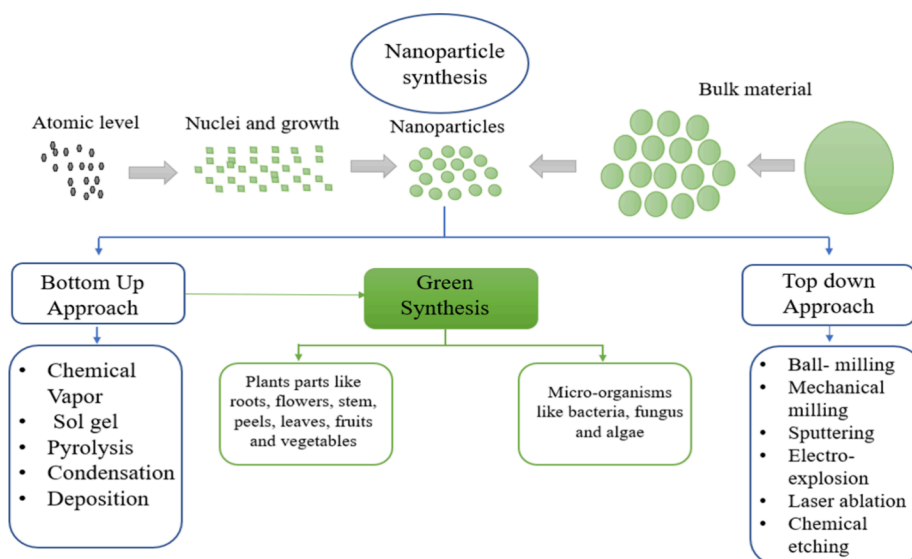 Nanoparticle
synthesis
Bulk material
Atomic level
Nuclei and growth
Nanoparticles
Bottom Up
Approach
Green
Synthesis
Top down
Approach
• Chemical
Vapor
• Sol gel
• Pyrolysis
• Condensation
• Deposition
Plants parts like
roots, flowers, stem,
peels, leaves, fruits
and vegetables
Micro-organisms
like bacteria, fungus
and algae
• Ball- milling
• Mechanical
milling
• Sputtering
• Electro-
explosion
• Laser ablation
• Chemical
etching